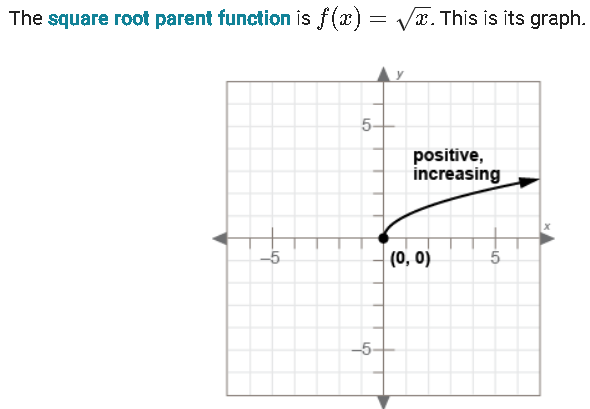 The square root parent function is f(x) = √x. This is its graph.
y
5
positive,
increasing
x
–5
(0, 0)
5
–5